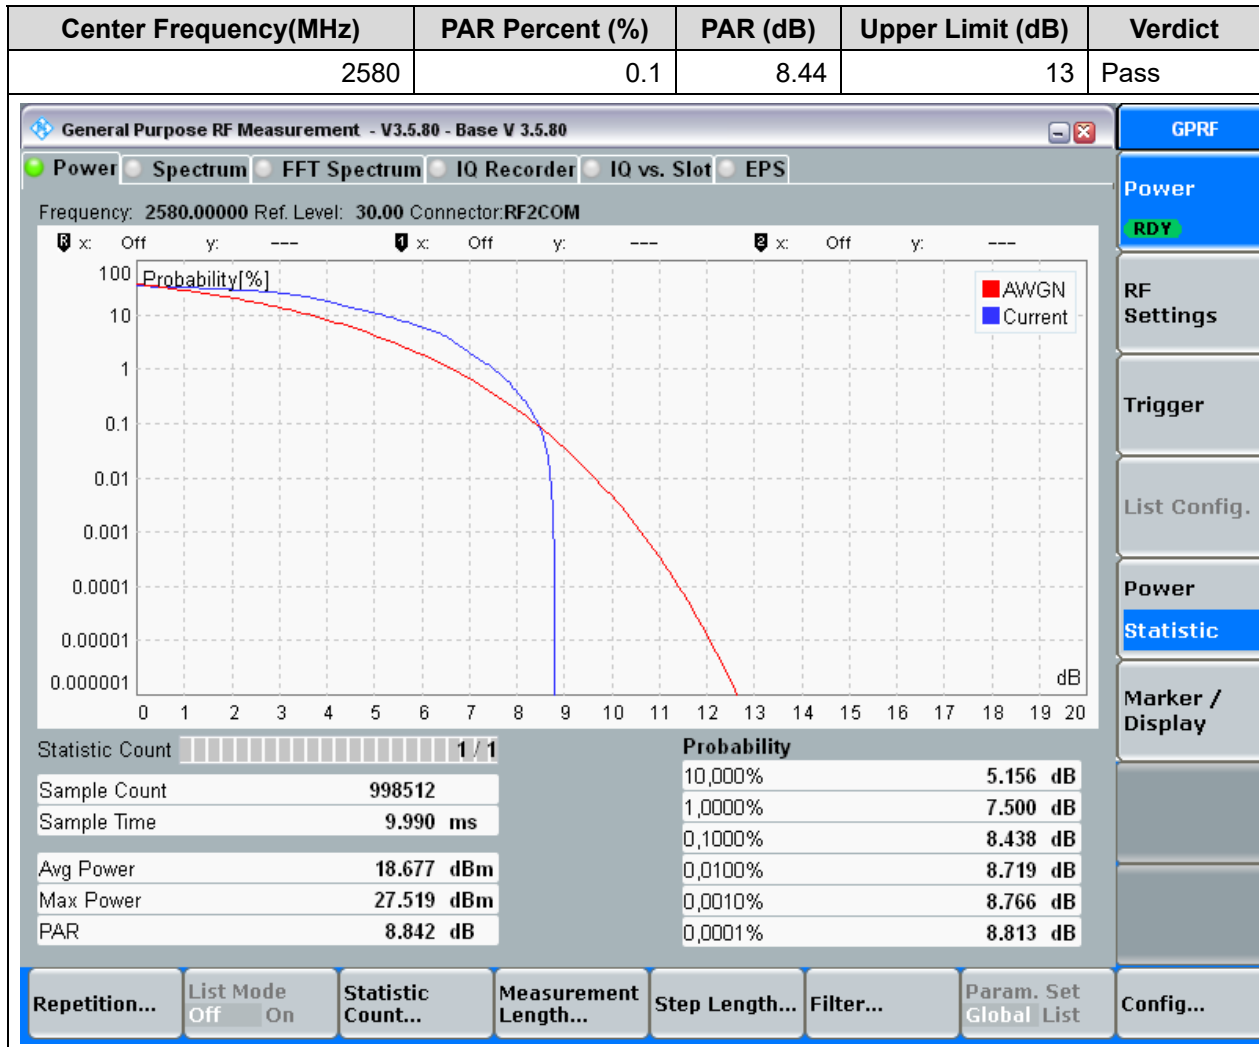 Center Frequency(MHz) PAR Percent (%) PAR (dB) Upper Limit (dB) Verdict
2580 0.1 8.44 13 Pass
General Purpose RF Measurement - V3.5.80 - Base V 3.5.80
GPRF
Power Spectrum FFT Spectrum IQ Recorder IQ vs. Slot EPS
Power
RDY
Frequency: 2580.00000 Ref. Level: 30.00 Connector:RF2COM
R x: Off y: --- 1 x: Off y: --- 2 x: Off y: ---
Probability[%]
AWGN
Current
100
10
1
0.1
0.01
0.001
0.0001
0.00001
0.000001
dB
0 1 2 3 4 5 6 7 8 9 10 11 12 13 14 15 16 17 18 19 20
RF
Settings
Trigger
List Config.
Power
Statistic
Marker /
Display
Statistic Count 1 / 1
Sample Count 998512
Sample Time 9.990 ms
Avg Power 18.677 dBm
Max Power 27.519 dBm
PAR 8.842 dB
Probability
10,000% 5.156 dB
1,0000% 7.500 dB
0,1000% 8.438 dB
0,0100% 8.719 dB
0,0010% 8.766 dB
0,0001% 8.813 dB
Repetition...
List Mode
Off On
Statistic
Count...
Measurement
Length...
Step Length...
Filter...
Param. Set
Global List
Config...